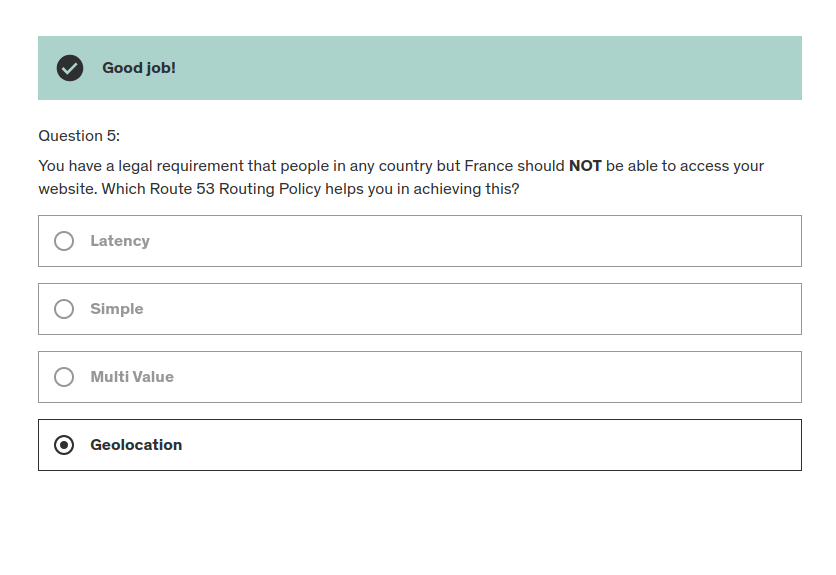 Good job!
Question 5:
You have a legal requirement that people in any country but France should NOT be able to access your
website. Which Route 53 Routing Policy helps you in achieving this?
Latency
Simple
Multi Value
Geolocation